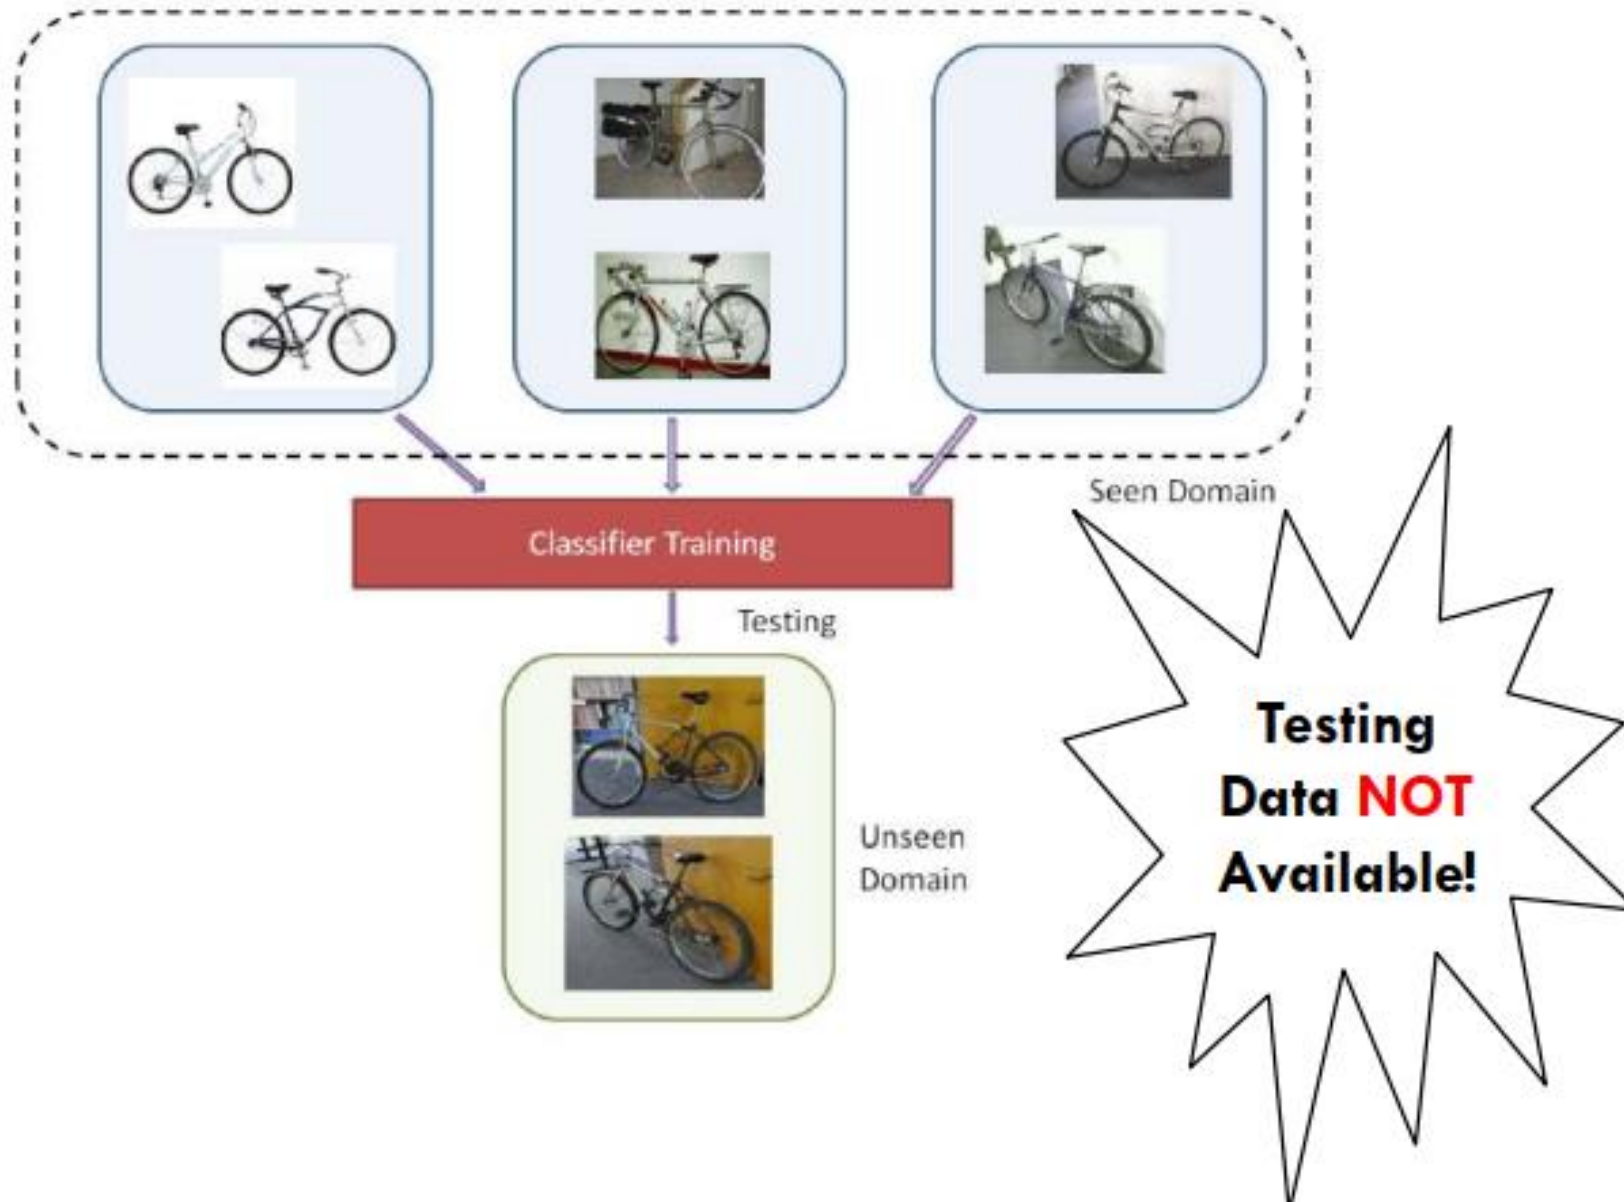 Seen Domain
Classifier Training
Testing
Unseen
Domain
Testing
Data NOT
Available!